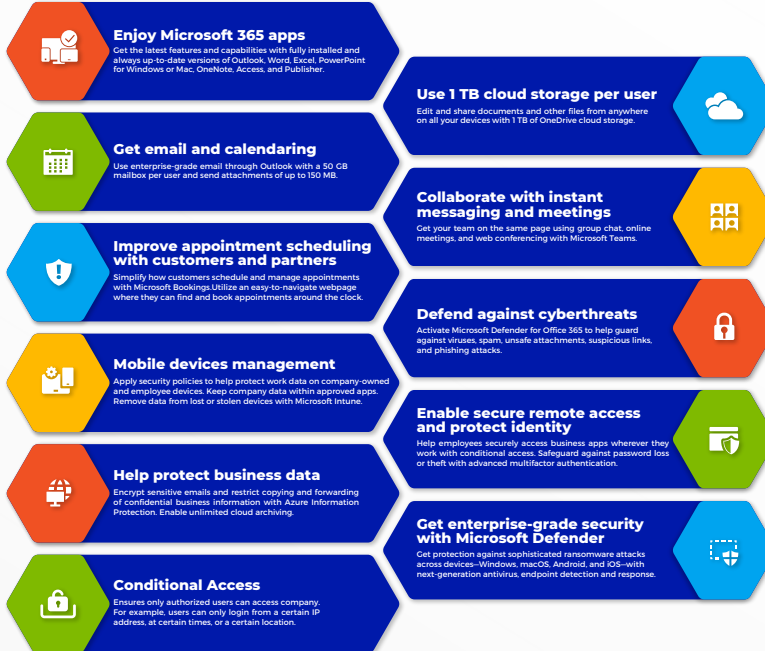 Enjoy Microsoft 365 apps
Get the latest features and capabilities with fully installed and
always up-to-date versions of Outlook, Word, Excel, PowerPoint
for Windows or Mac, OneNote, Access, and Publisher.
Use 1 TB cloud storage per user
Edit and share documents and other files from anywhere
on all your devices with 1 TB of OneDrive cloud storage.
Get email and calendaring
Use enterprise-grade email through Outlook with a 50 GB
mailbox per user and send attachments of up to 150 MB.
Collaborate with instant
messaging and meetings
Get your team on the same page using group chat, online
meetings, and web conferencing with Microsoft Teams.
Improve appointment scheduling
with customers and partners
Simplify how customers schedule and manage appointments
with Microsoft Bookings.Utilize an easy-to-navigate webpage
where they can find and book appointments around the clock.
Defend against cyberthreats
Activate Microsoft Defender for Office 365 to help guard
against viruses, spam, unsafe attachments, suspicious links,
and phishing attacks.
Mobile devices management
Apply security policies to help protect work data on company-owned
and employee devices. Keep company data within approved apps.
Remove data from lost or stolen devices with Microsoft Intune.
Enable secure remote access
and protect identity
Help employees securely access business apps wherever they
work with conditional access. Safeguard against password loss
or theft with advanced multifactor authentication.
Help protect business data
Encrypt sensitive emails and restrict copying and forwarding
of confidential business information with Azure Information
Protection. Enable unlimited cloud archiving.
Get enterprise-grade security
with Microsoft Defender
Get protection against sophisticated ransomware attacks
across devices—Windows, macOS, Android, and iOS—with
next-generation antivirus, endpoint detection and response.
Conditional Access
Ensures only authorized users can access company.
For example, users can only login from a certain IP
address, at certain times, or a certain location.